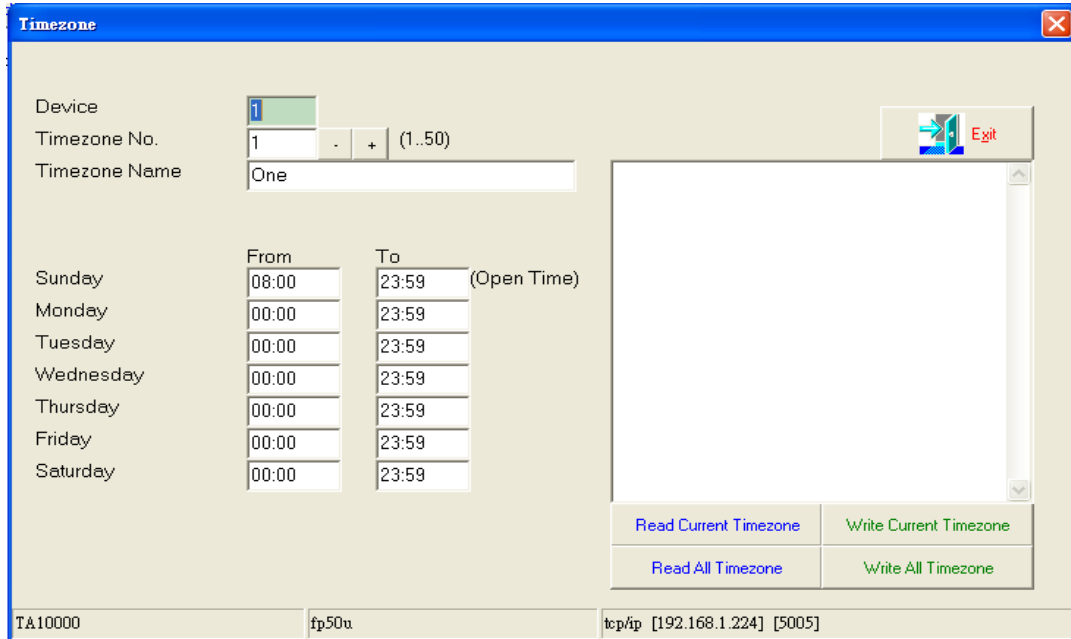 Timezone
Device 1
Timezone No. 1 - + (1..50)
Exit
Timezone Name One
From To
Sunday 08:00 23:59 (Open Time)
Monday 00:00 23:59
Tuesday 00:00 23:59
Wednesday 00:00 23:59
Thursday 00:00 23:59
Friday 00:00 23:59
Saturday 00:00 23:59
Read Current Timezone Write Current Timezone
Read All Timezone Write All Timezone
TA10000 fp50u tcp/ip [192.168.1.224] [5005]